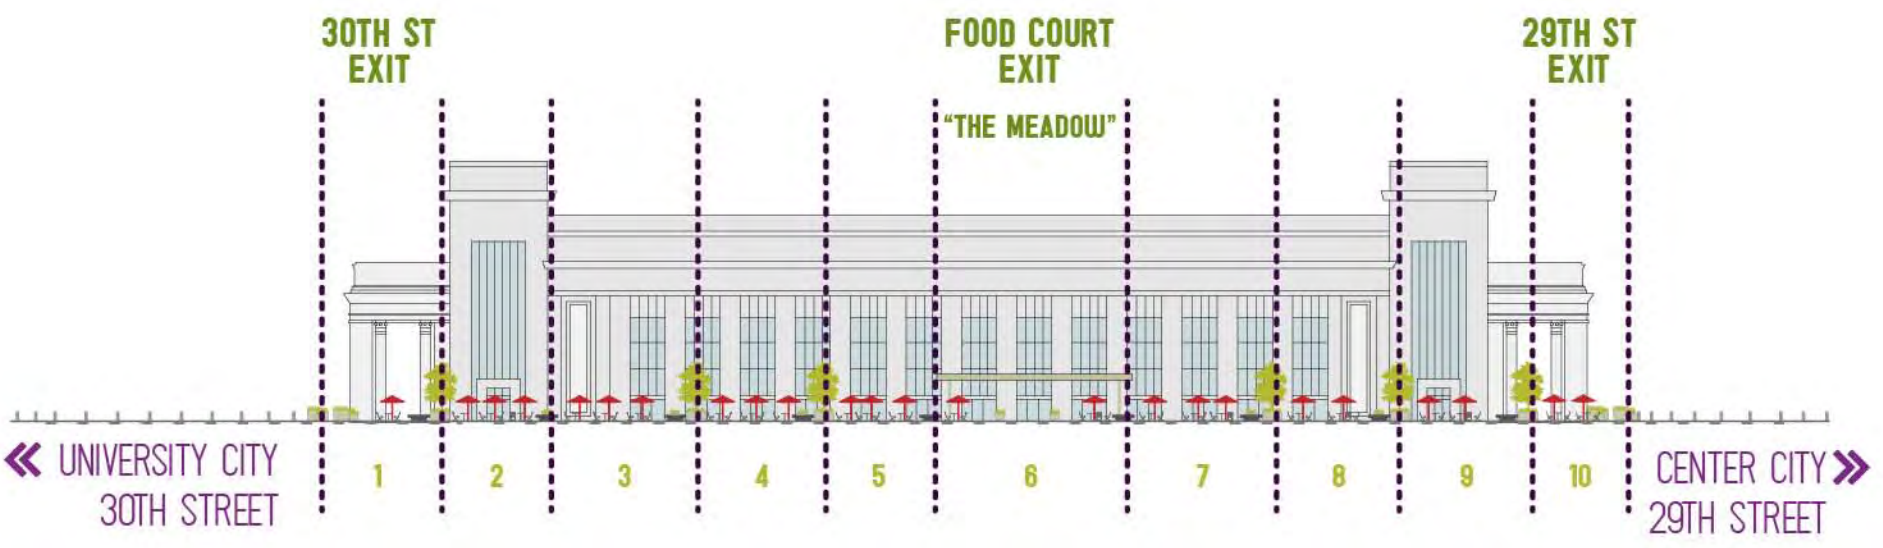 30TH ST
EXIT
FOOD COURT
EXIT
"THE MEADOW"
29TH ST
EXIT
UNIVERSITY CITY
30TH STREET
1
2
3
4
5
6
7
8
9
10
CENTER CITY
29TH STREET